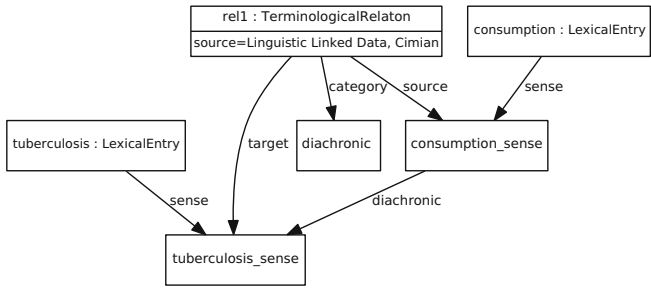 rel1 : TerminologicalRelaton
source=Linguistic Linked Data, Cimian
consumption : LexicalEntry
category
source
sense
tuberculosis : LexicalEntry
target
diachronic
consumption_sense
sense
diachronic
tuberculosis_sense